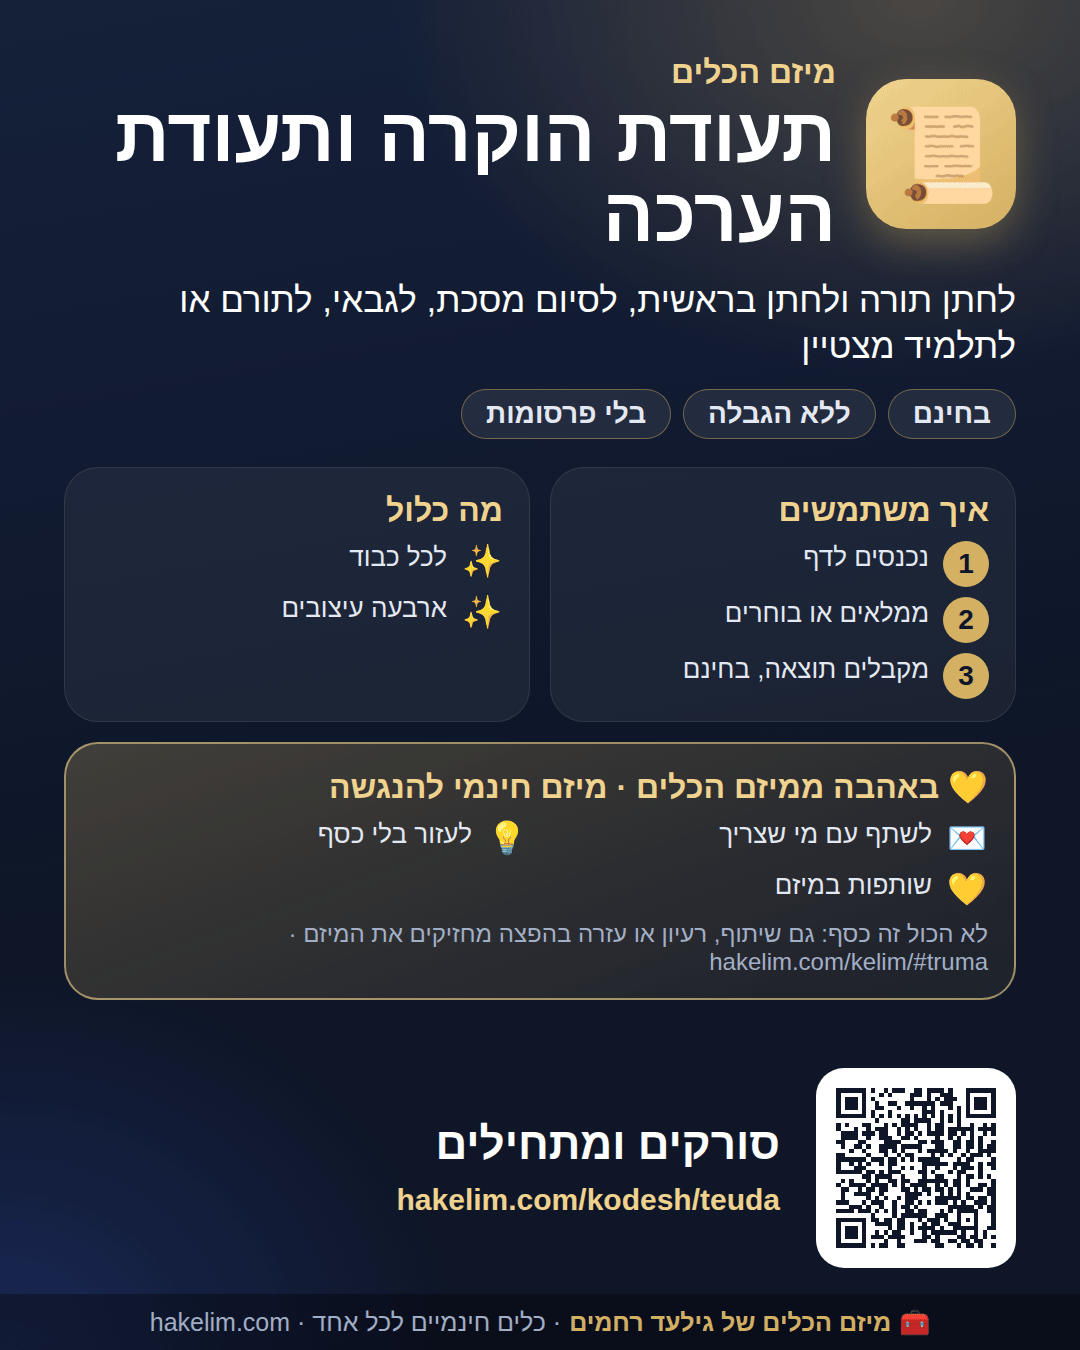 מיזם הכלים
תעודת הוקרה ותעודת
הערכה
לחתן תורה ולחתן בראשית, לסיום מסכת, לגבאי, לתורם או
לתלמיד מצטיין
בחינם
ללא הגבלה
בלי פרסומות
איך משתמשים
1 נכנסים לדף
2 ממלאים או בוחרים
3 מקבלים תוצאה, בחינם
מה כלול
✨ לכל כבוד
✨ ארבעה עיצובים
💛 באהבה ממיזם הכלים · מיזם חינמי להנגשה
💌 לשתף עם מי שצריך
💡 לעזור בלי כסף
💛 שותפות במיזם
לא הכול זה כסף: גם שיתוף, רעיון או עזרה בהפצה מחזיקים את המיזם ·
hakelim.com/kelim/#truma
סורקים ומתחילים
hakelim.com/kodesh/teuda
🧰 מיזם הכלים של גילעד רחמים · כלים חינמיים לכל אחד · hakelim.com